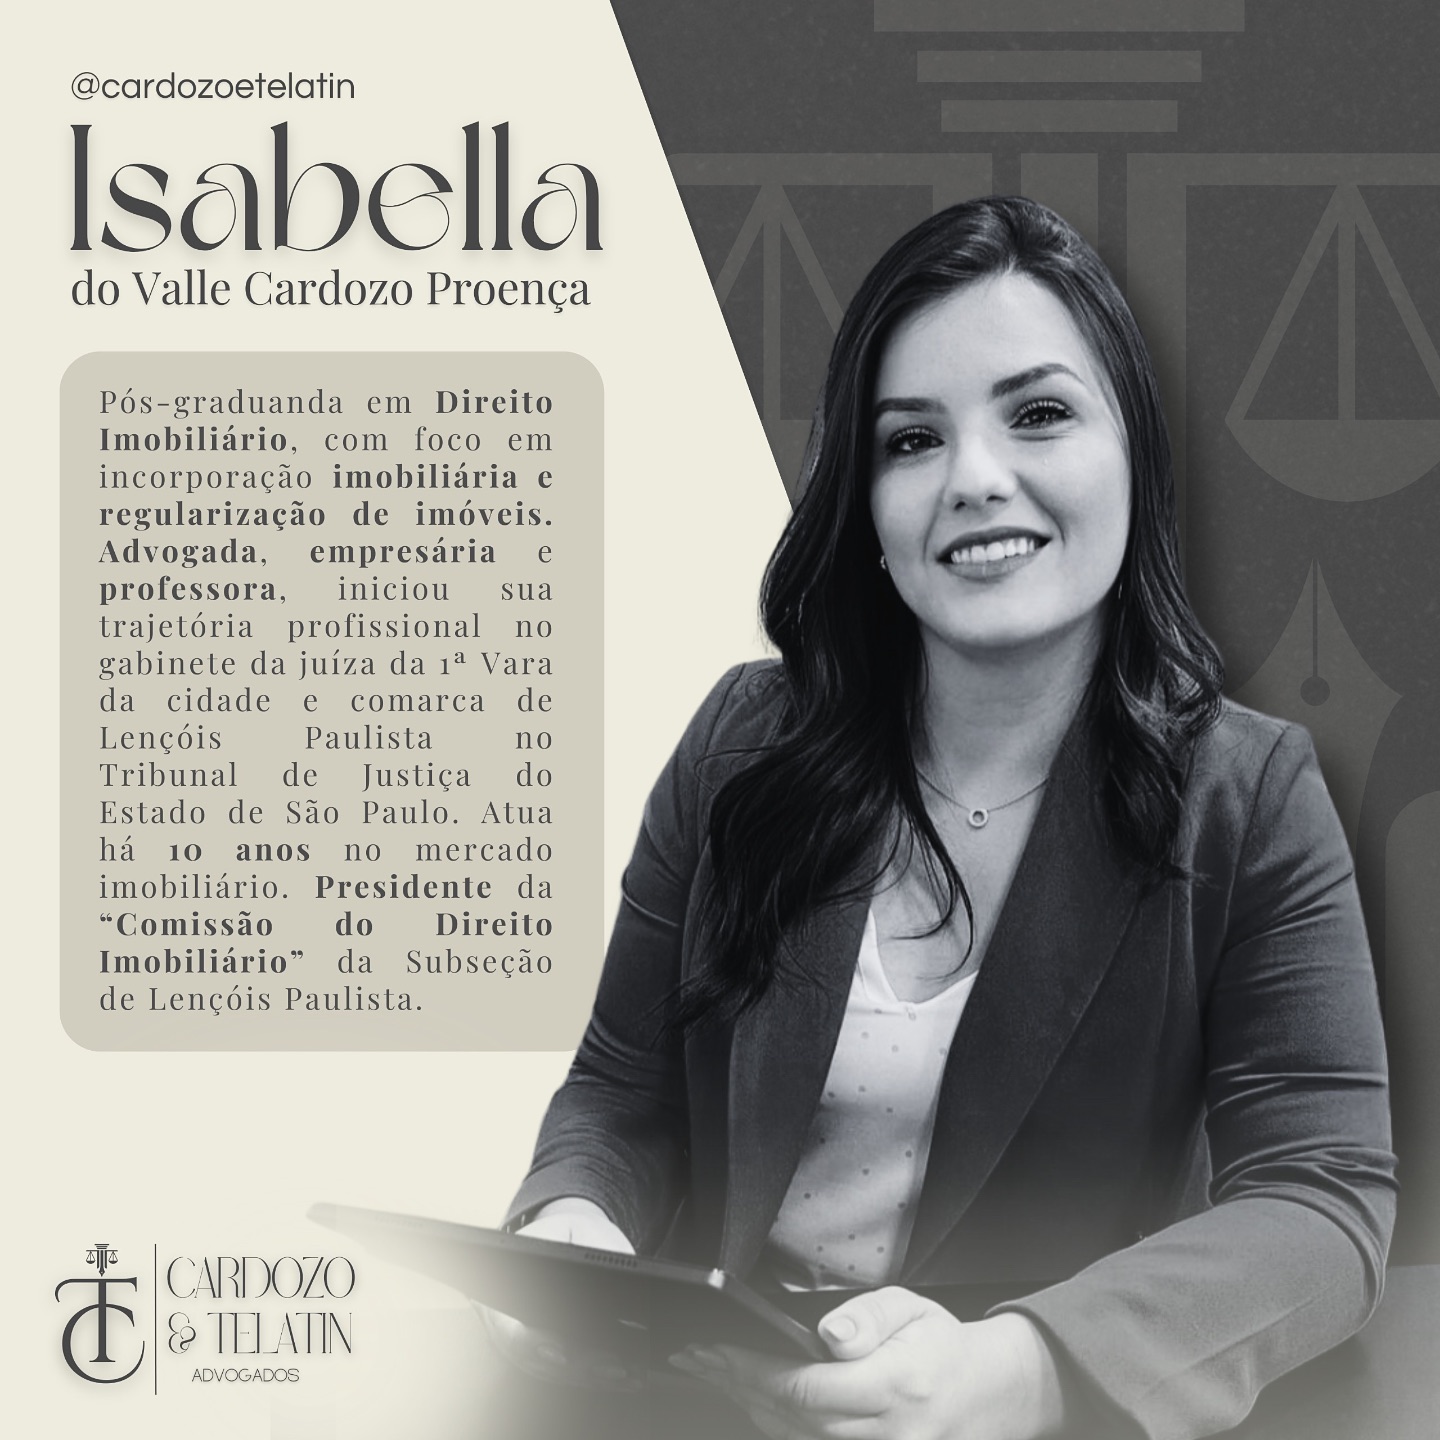 @cardozoetelatin
Isabella
do Valle Cardozo Proença
Pós-graduanda em Direito
Imobiliário, com foco em
incorporação imobiliária e
regularização de imóveis.
Advogada, empresária e
professora, iniciou sua
trajetória profissional no
gabinete da juíza da 1ª Vara
da cidade e comarca de
Lençóis Paulista no
Tribunal de Justiça do
Estado de São Paulo. Atua
há 10 anos no mercado
imobiliário. Presidente da
“Comissão do Direito
Imobiliário” da Subseção
de Lençóis Paulista.
CARDOZO
& TELATIN
ADVOGADOS